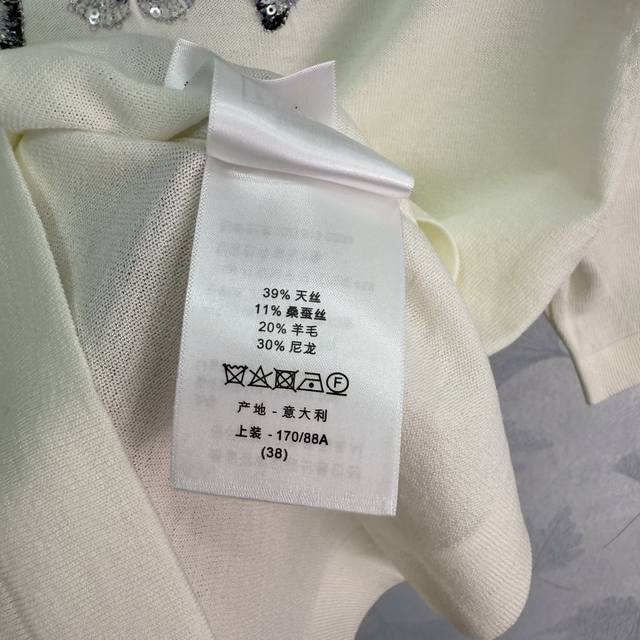 39% 天丝
11% 桑蚕丝
20% 羊毛
30% 尼龙
F
产地 - 意大利
上装 - 170/88A
(38)